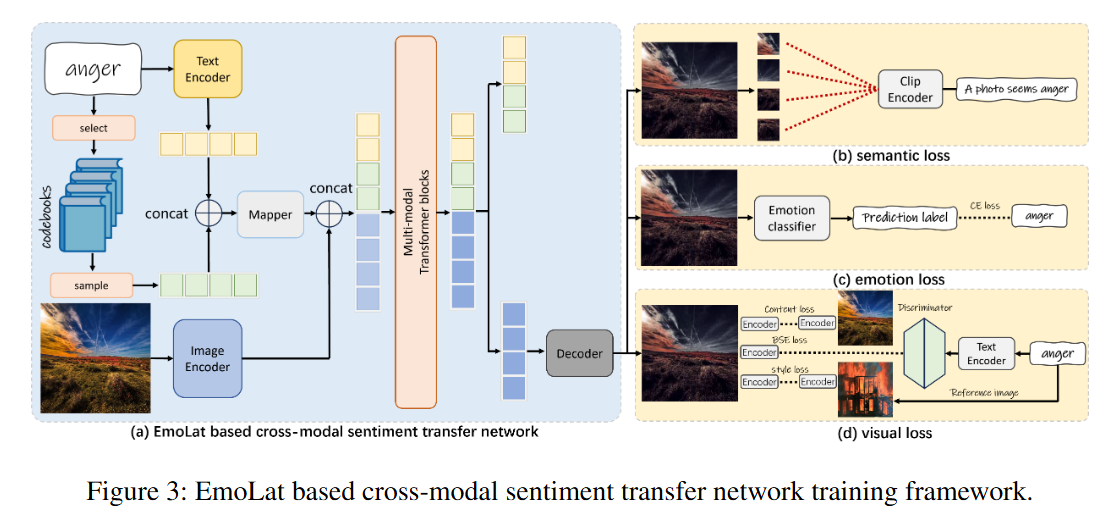 anger
Text
Encoder
select
codebooks
concat
Mapper
concat
sample
Image
Encoder
Multi-modal
Transformer blocks
Decoder
(a) EmoLat based cross-modal sentiment transfer network
Clip
Encoder
A photo seems anger
(b) semantic loss
Emotion
classifier
Prediction label
CE loss
anger
(c) emotion loss
Content loss
Encoder
Encoder
BSE loss
Encoder
style loss
Encoder
Encoder
Discriminator
Text
Encoder
anger
Reference image
(d) visual loss
Figure 3: EmoLat based cross-modal sentiment transfer network training framework.